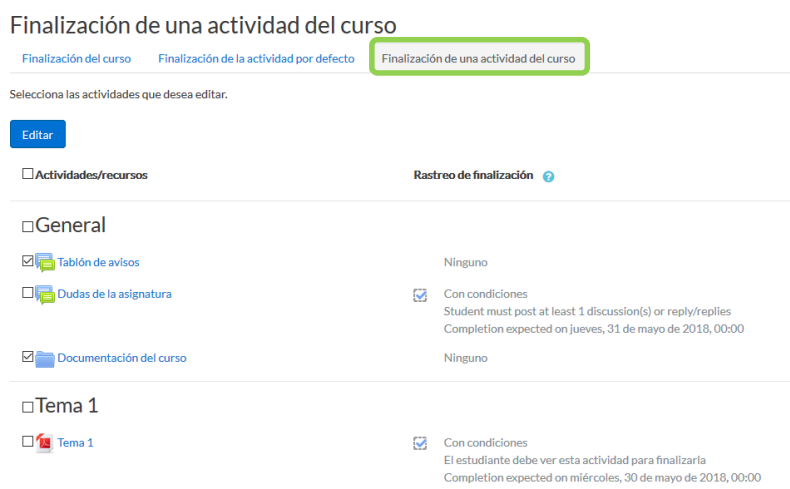 Finalización de una actividad del curso
Finalización del curso Finalización de la actividad por defecto Finalización de una actividad del curso
Selecciona las actividades que desea editar.
Editar
Actividades/recursos Rastreo de finalización ?
General
Tablón de avisos Ninguno
Dudas de la asignatura Con condiciones
Student must post at least 1 discussion(s) or reply/replies
Completion expected on jueves, 31 de mayo de 2018, 00:00
Documentación del curso Ninguno
Tema 1
Tema 1 Con condiciones
El estudiante debe ver esta actividad para finalizarla
Completion expected on miércoles, 30 de mayo de 2018, 00:00